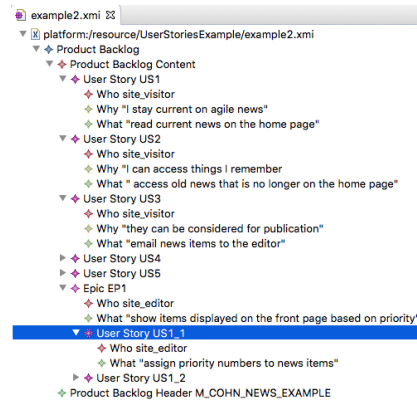 example2.xmi
platform:/resource/UserStoriesExample/example2.xmi
Product Backlog
Product Backlog Content
User Story US1
Who site_visitor
Why "I stay current on agile news"
What "read current news on the home page"
User Story US2
Who site_visitor
Why "I can access things I remember
What " access old news that is no longer on the home page"
User Story US3
Who site_visitor
Why "they can be considered for publication"
What "email news items to the editor"
User Story US4
User Story US5
Epic EP1
Who site_editor
What "show items displayed on the front page based on priority"
User Story US1_1
Who site_editor
What "assign priority numbers to news items"
User Story US1_2
Product Backlog Header M_COHN_NEWS_EXAMPLE